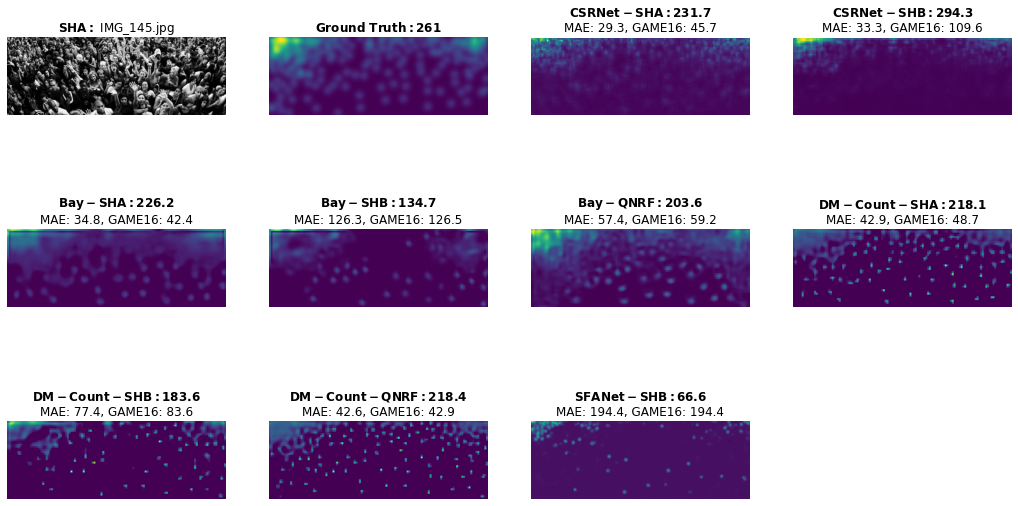 SHA: IMG_145.jpg
Ground Truth:261
CSRNet-SHA:231.7
MAE: 29.3, GAME16: 45.7
CSRNet-SHB:294.3
MAE: 33.3, GAME16: 109.6
Bay-SHA:226.2
MAE: 34.8, GAME16: 42.4
Bay-SHB:134.7
MAE: 126.3, GAME16: 126.5
Bay-QNRF:203.6
MAE: 57.4, GAME16: 59.2
DM-Count-SHA:218.1
MAE: 42.9, GAME16: 48.7
DM-Count-SHB:183.6
MAE: 77.4, GAME16: 83.6
DM-Count-QNRF:218.4
MAE: 42.6, GAME16: 42.9
SFANet-SHB:66.6
MAE: 194.4, GAME16: 194.4